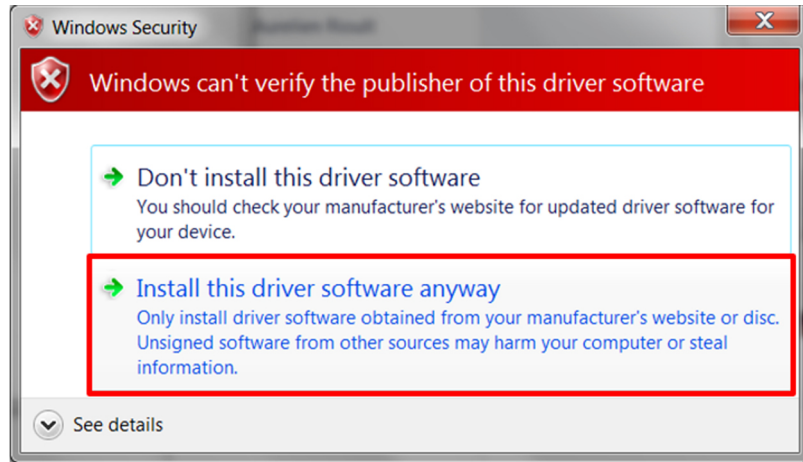 Windows Security
Windows can't verify the publisher of this driver software
Don't install this driver software
You should check your manufacturer's website for updated driver software for
your device.
Install this driver software anyway
Only install driver software obtained from your manufacturer's website or disc.
Unsigned software from other sources may harm your computer or steal
information.
See details